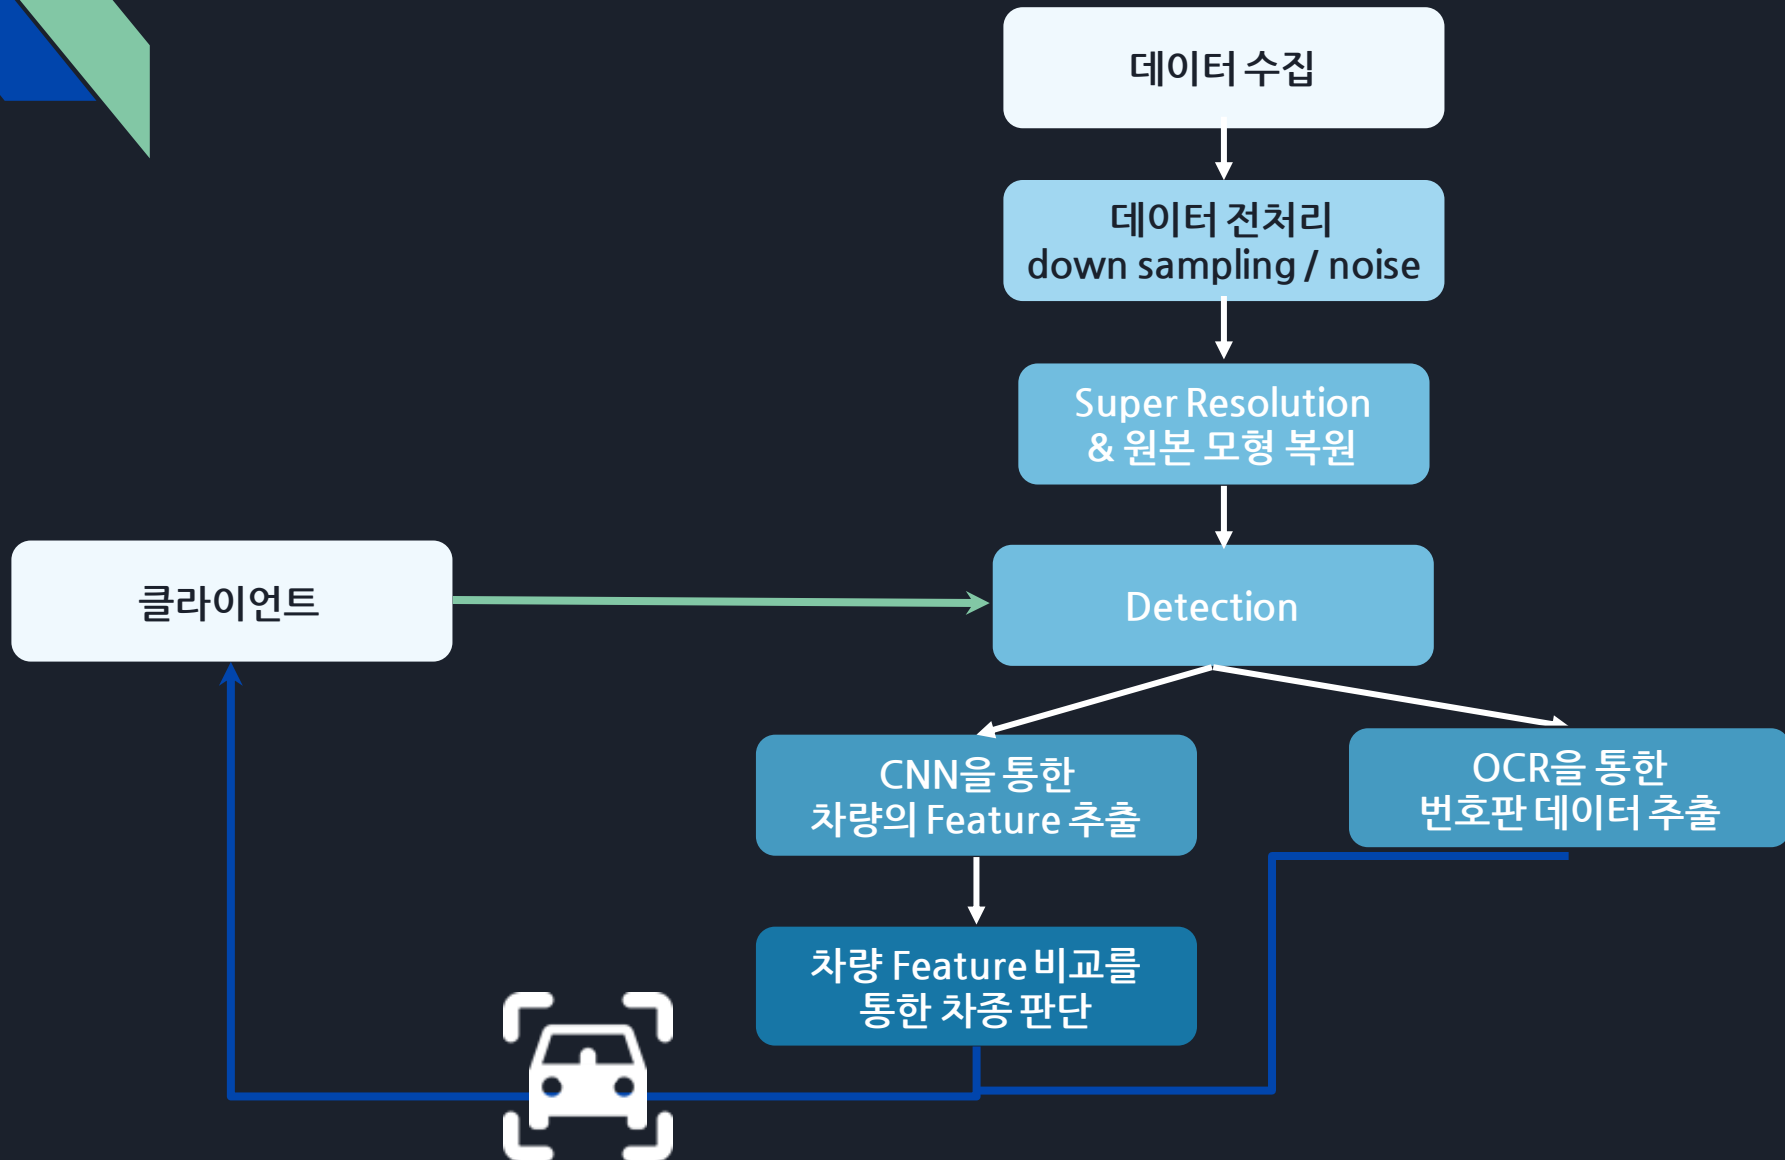 데이터 수집
데이터 전처리
down sampling / noise
Super Resolution
& 원본 모형 복원
클라이언트
Detection
CNN을 통한
차량의 Feature 추출
OCR을 통한
번호판 데이터 추출
차량 Feature 비교를
통한 차종 판단